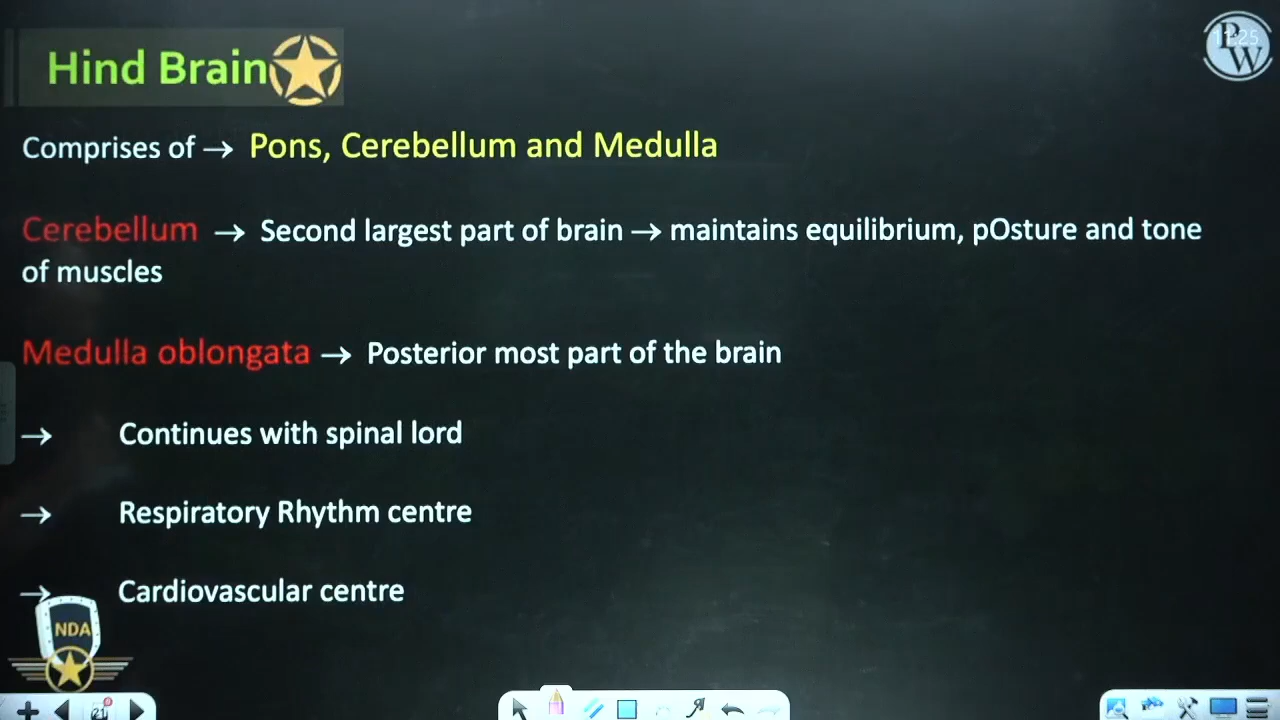 Hind Brain
Comprises of → Pons, Cerebellum and Medulla
Cerebellum → Second largest part of brain → maintains equilibrium, pOsture and tone
of muscles
Medulla oblongata → Posterior most part of the brain
→ Continues with spinal lord
→ Respiratory Rhythm centre
→ Cardiovascular centre
NDA
PW
21